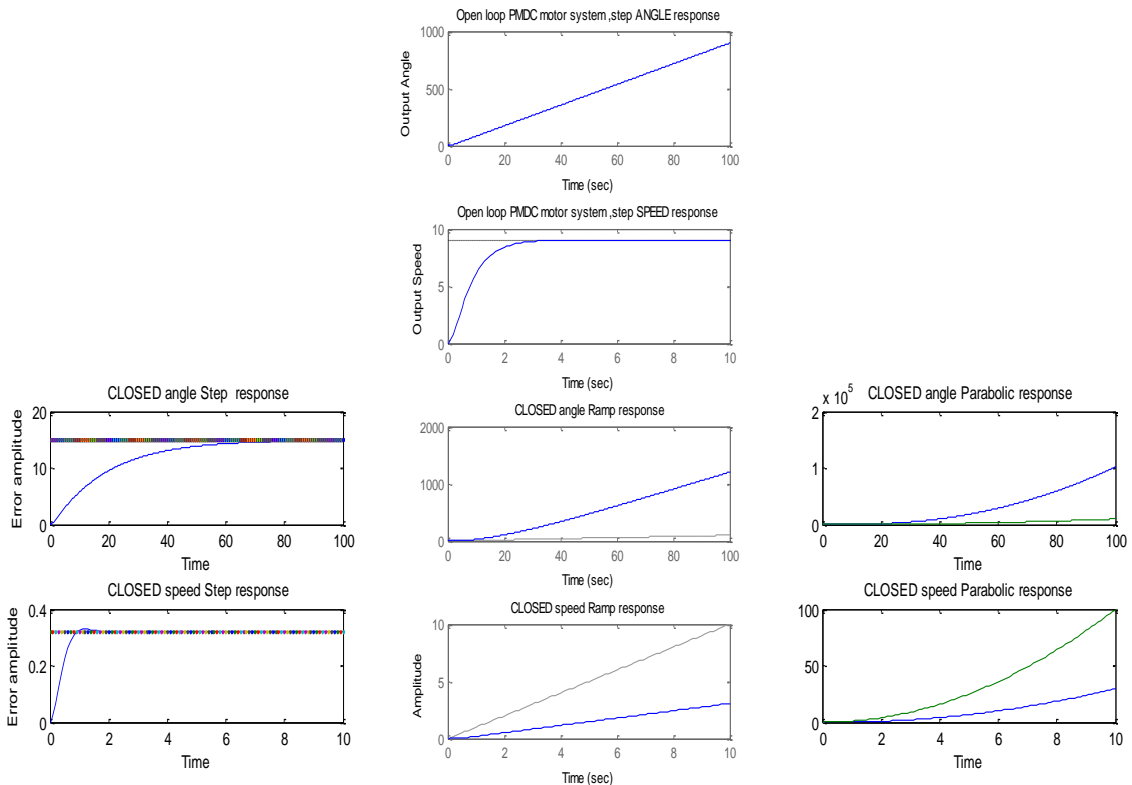 Open loop PMDC motor system ,step ANGLE response
1000
500
0
Output Angle
0 20 40 60 80 100
Time (sec)
Open loop PMDC motor system ,step SPEED response
10
5
0
Output Speed
0 2 4 6 8 10
Time (sec)
CLOSED angle Step response
20
10
0
Error amplitude
0 20 40 60 80 100
Time
CLOSED angle Ramp response
2000
1000
0
0 20 40 60 80 100
Time (sec)
CLOSED angle Parabolic response
x 10^5
2
1
0
0 20 40 60 80 100
Time
CLOSED speed Step response
0.4
0.2
0
Error amplitude
0 2 4 6 8 10
Time
CLOSED speed Ramp response
10
5
0
Amplitude
0 2 4 6 8 10
Time (sec)
CLOSED speed Parabolic response
100
50
0
0 2 4 6 8 10
Time